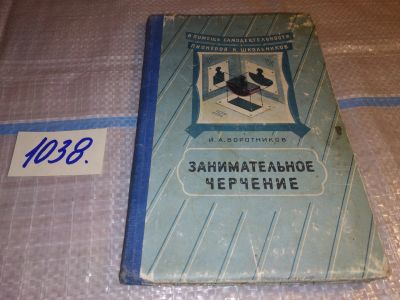 В ПОМОЩЬ САМОДЕЯТЕЛЬНОСТИ
ПИОНЕРОВ И ШКОЛЬНИКОВ
И. А. ВОРОТНИКОВ
ЗАНИМАТЕЛЬНОЕ
ЧЕРЧЕНИЕ
1038.